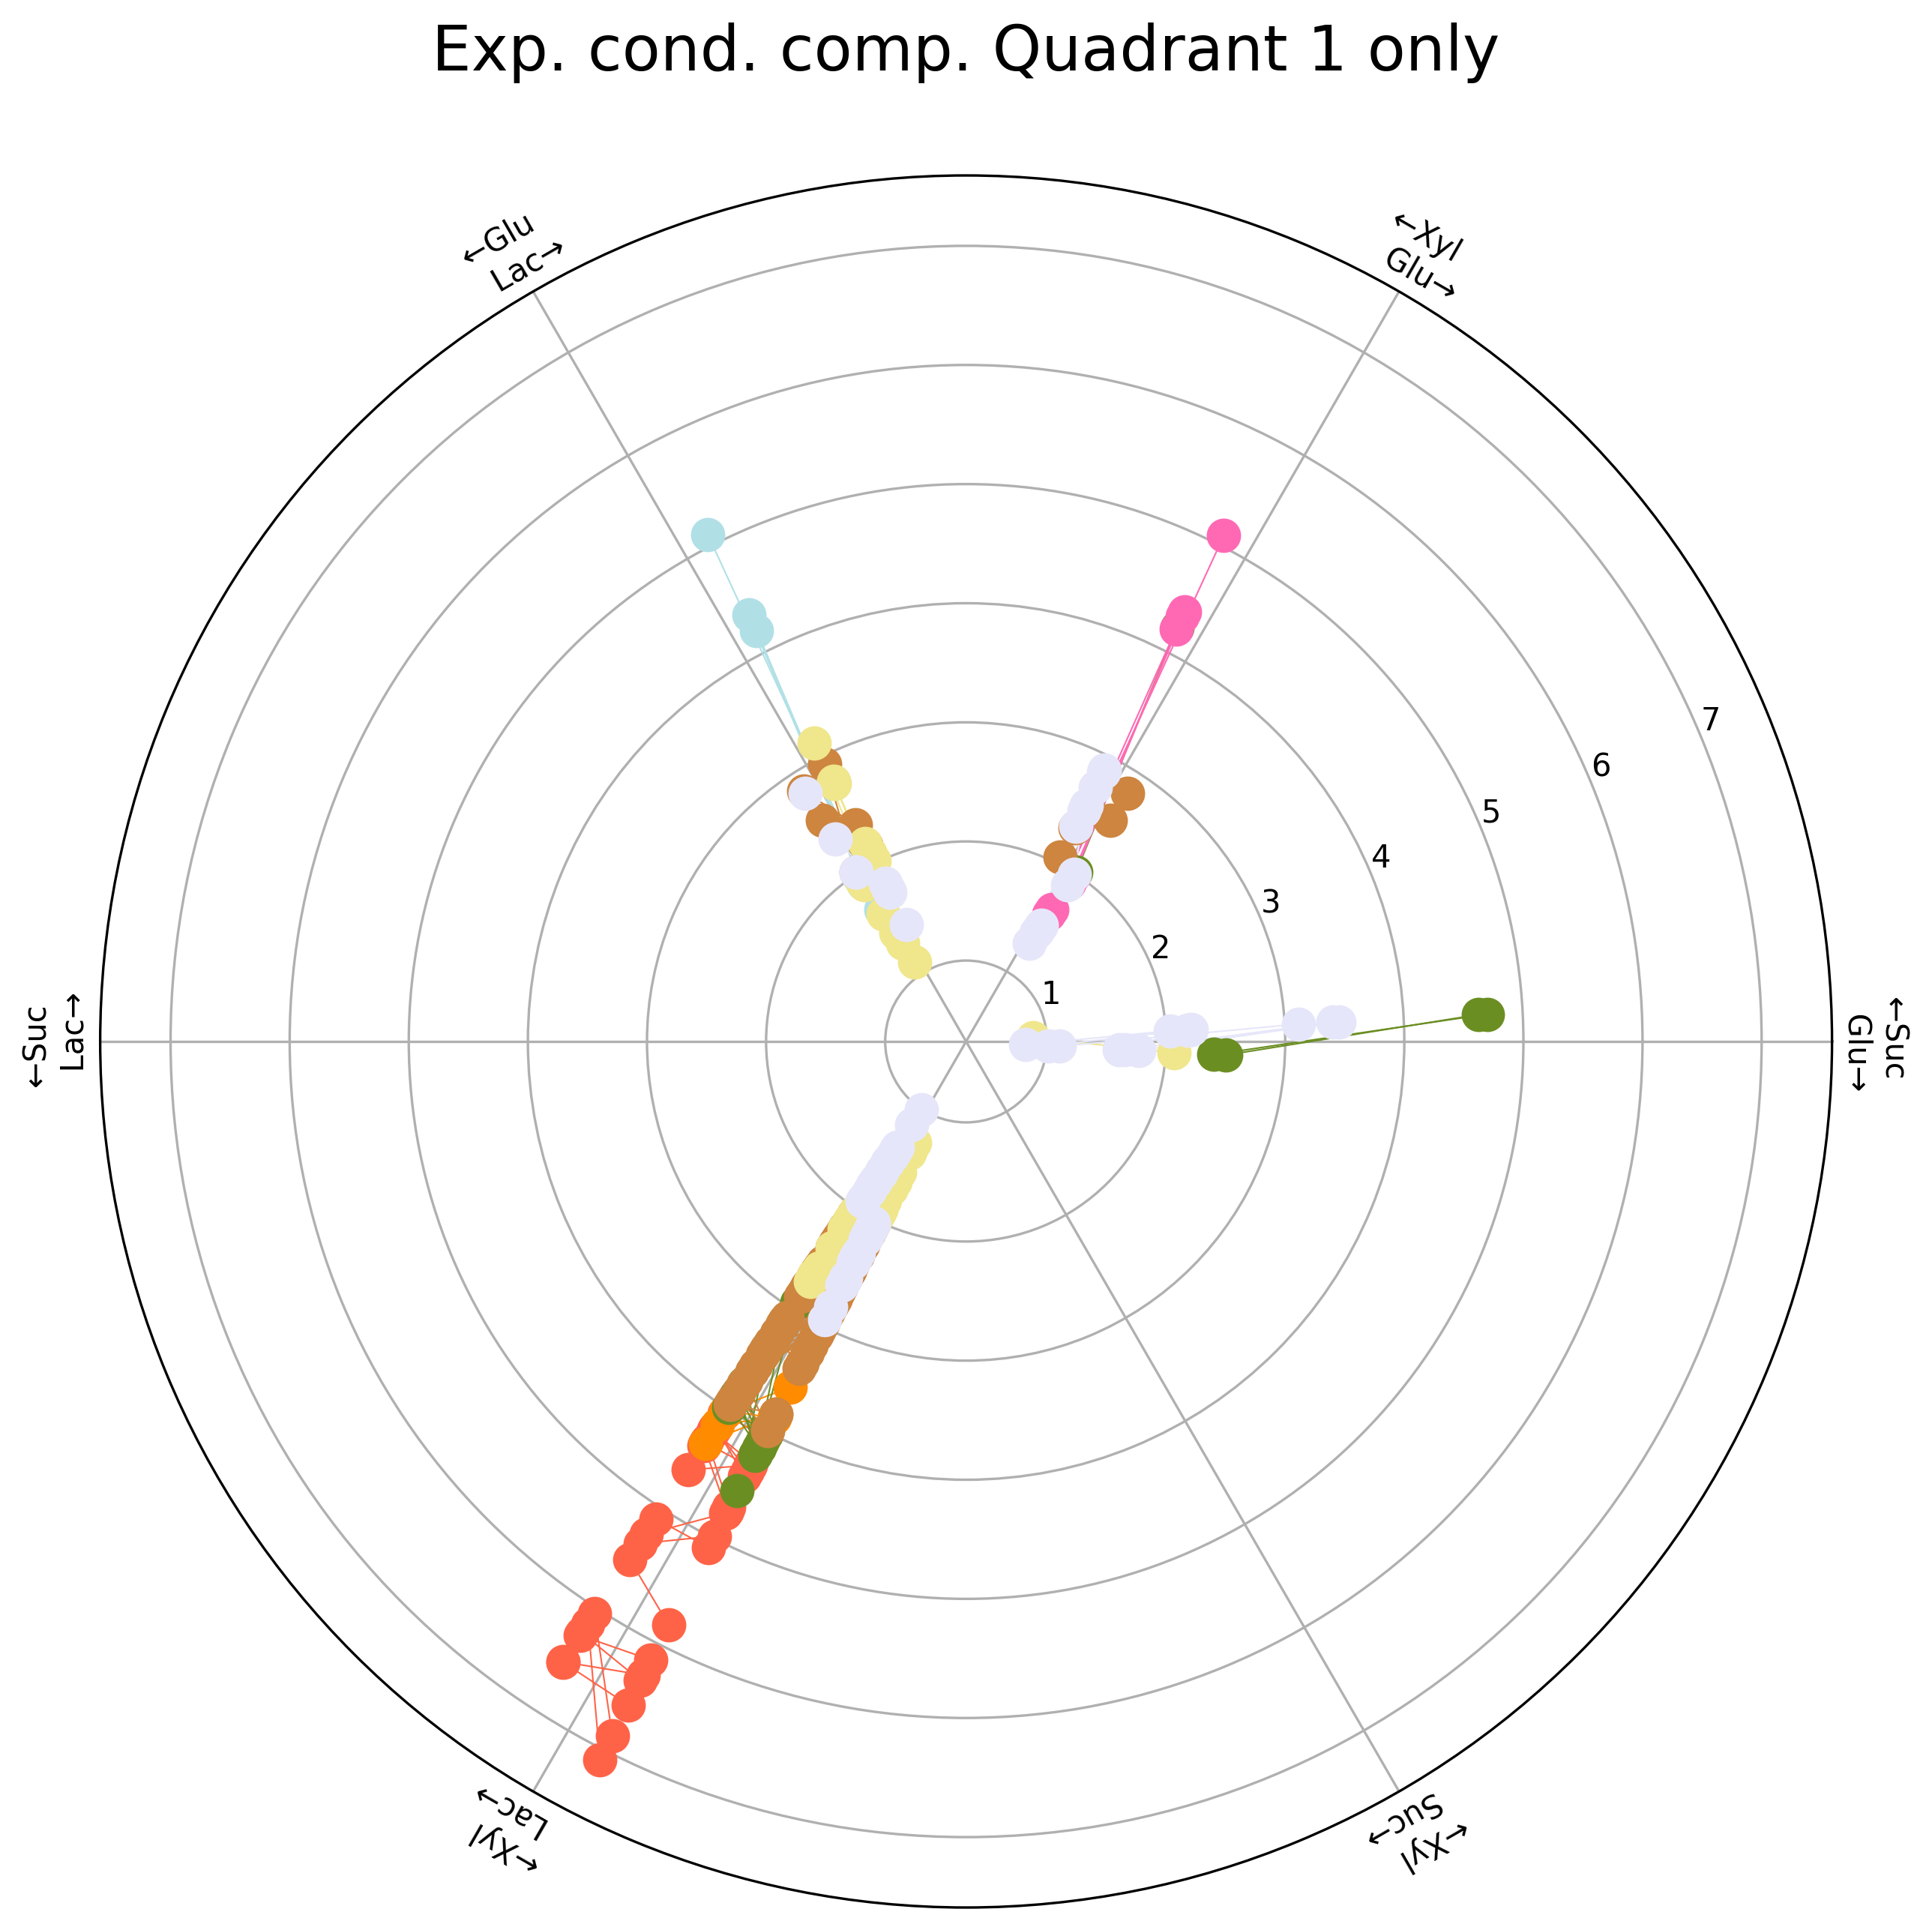 Exp. cond. comp. Quadrant 1 only
←Glu
Lac→
←Xyl
Glu→
7
6
5
4
3
2
1
←Suc
Lac→
Glu→
←Suc
Lac→
←Xyl
Suc→
←Xyl